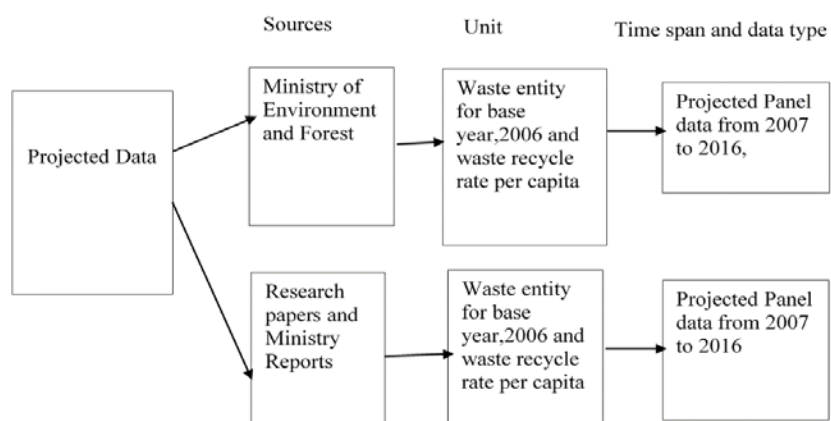 Sources Unit Time span and data type
Projected Data
Ministry of
Environment
and Forest
Waste entity
for base
year,2006 and
waste recycle
rate per capita
Projected Panel
data from 2007
to 2016,
Research
papers and
Ministry
Reports
Waste entity
for base
year,2006 and
waste recycle
rate per capita
Projected Panel
data from 2007
to 2016